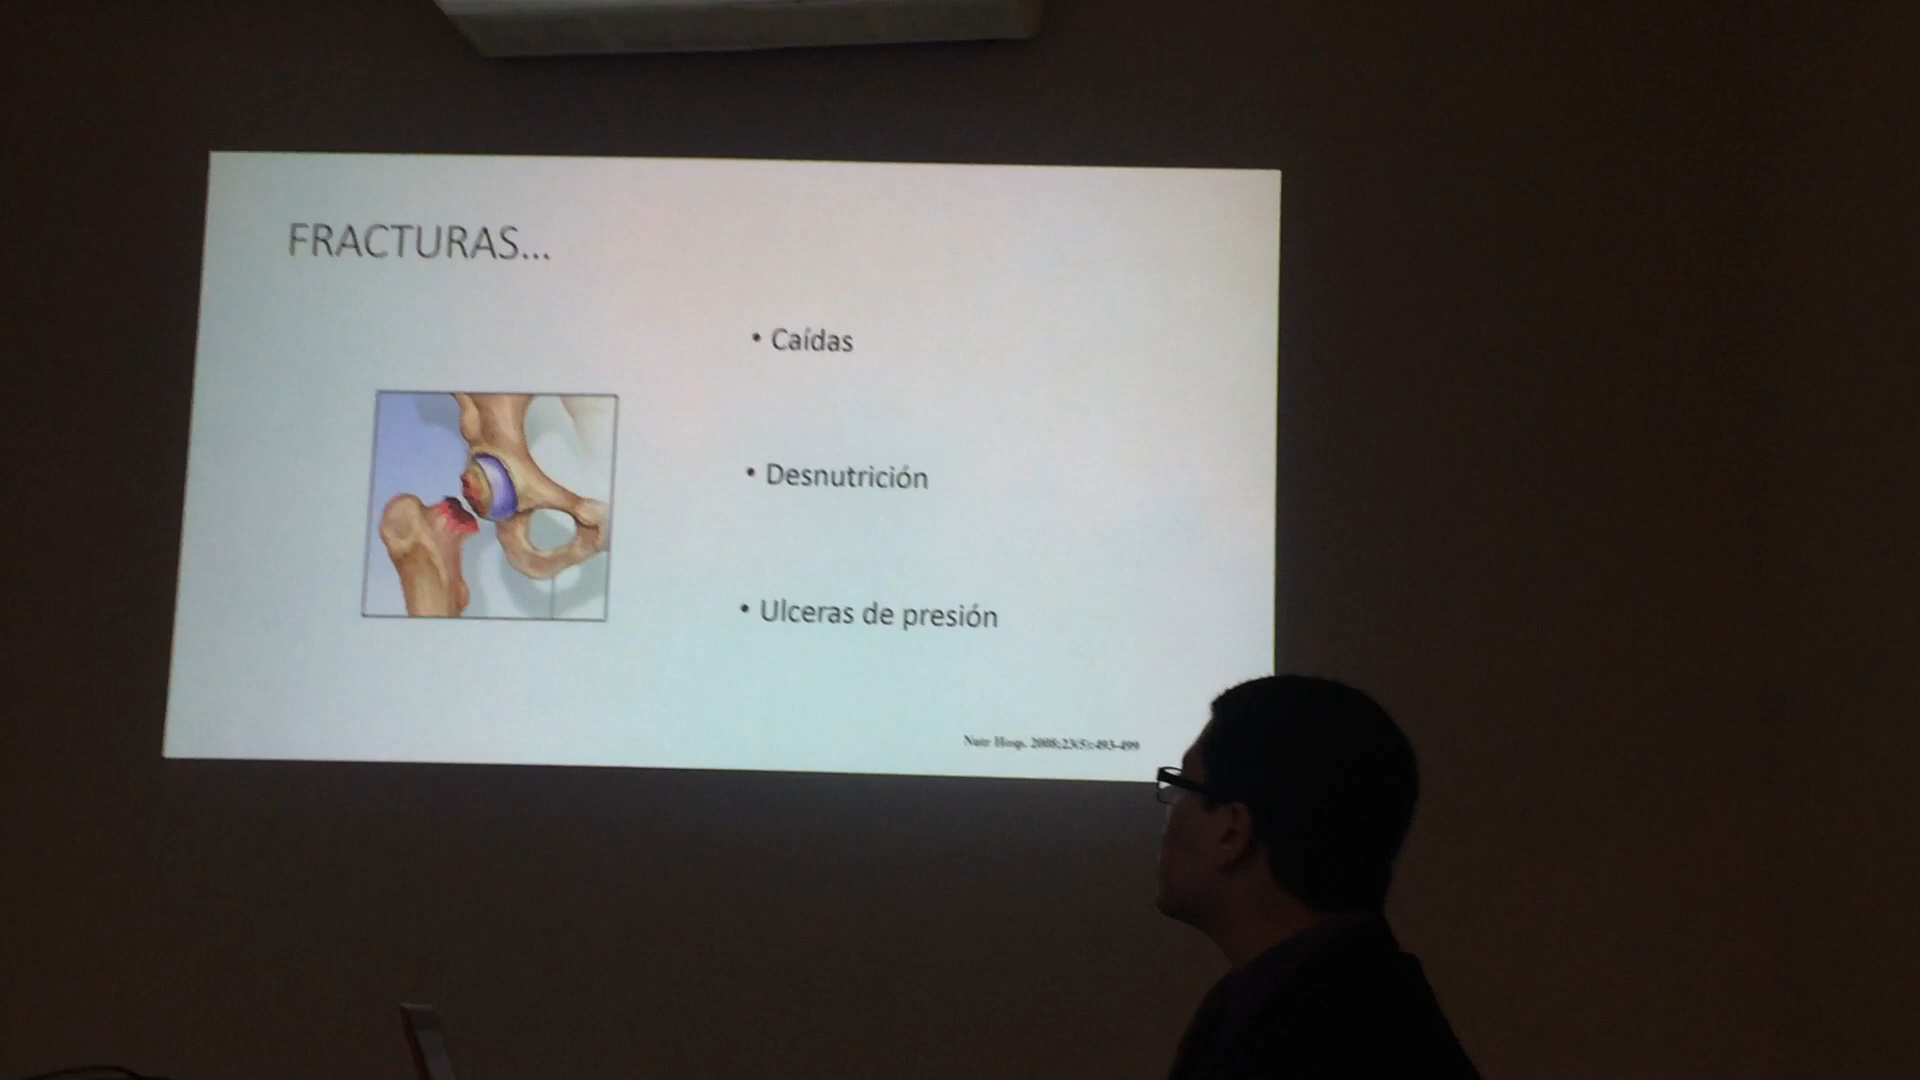 FRACTURAS...
• Caídas
• Desnutrición
• Ulceras de presión
Nutr Hosp. 2008;23(5):493-499